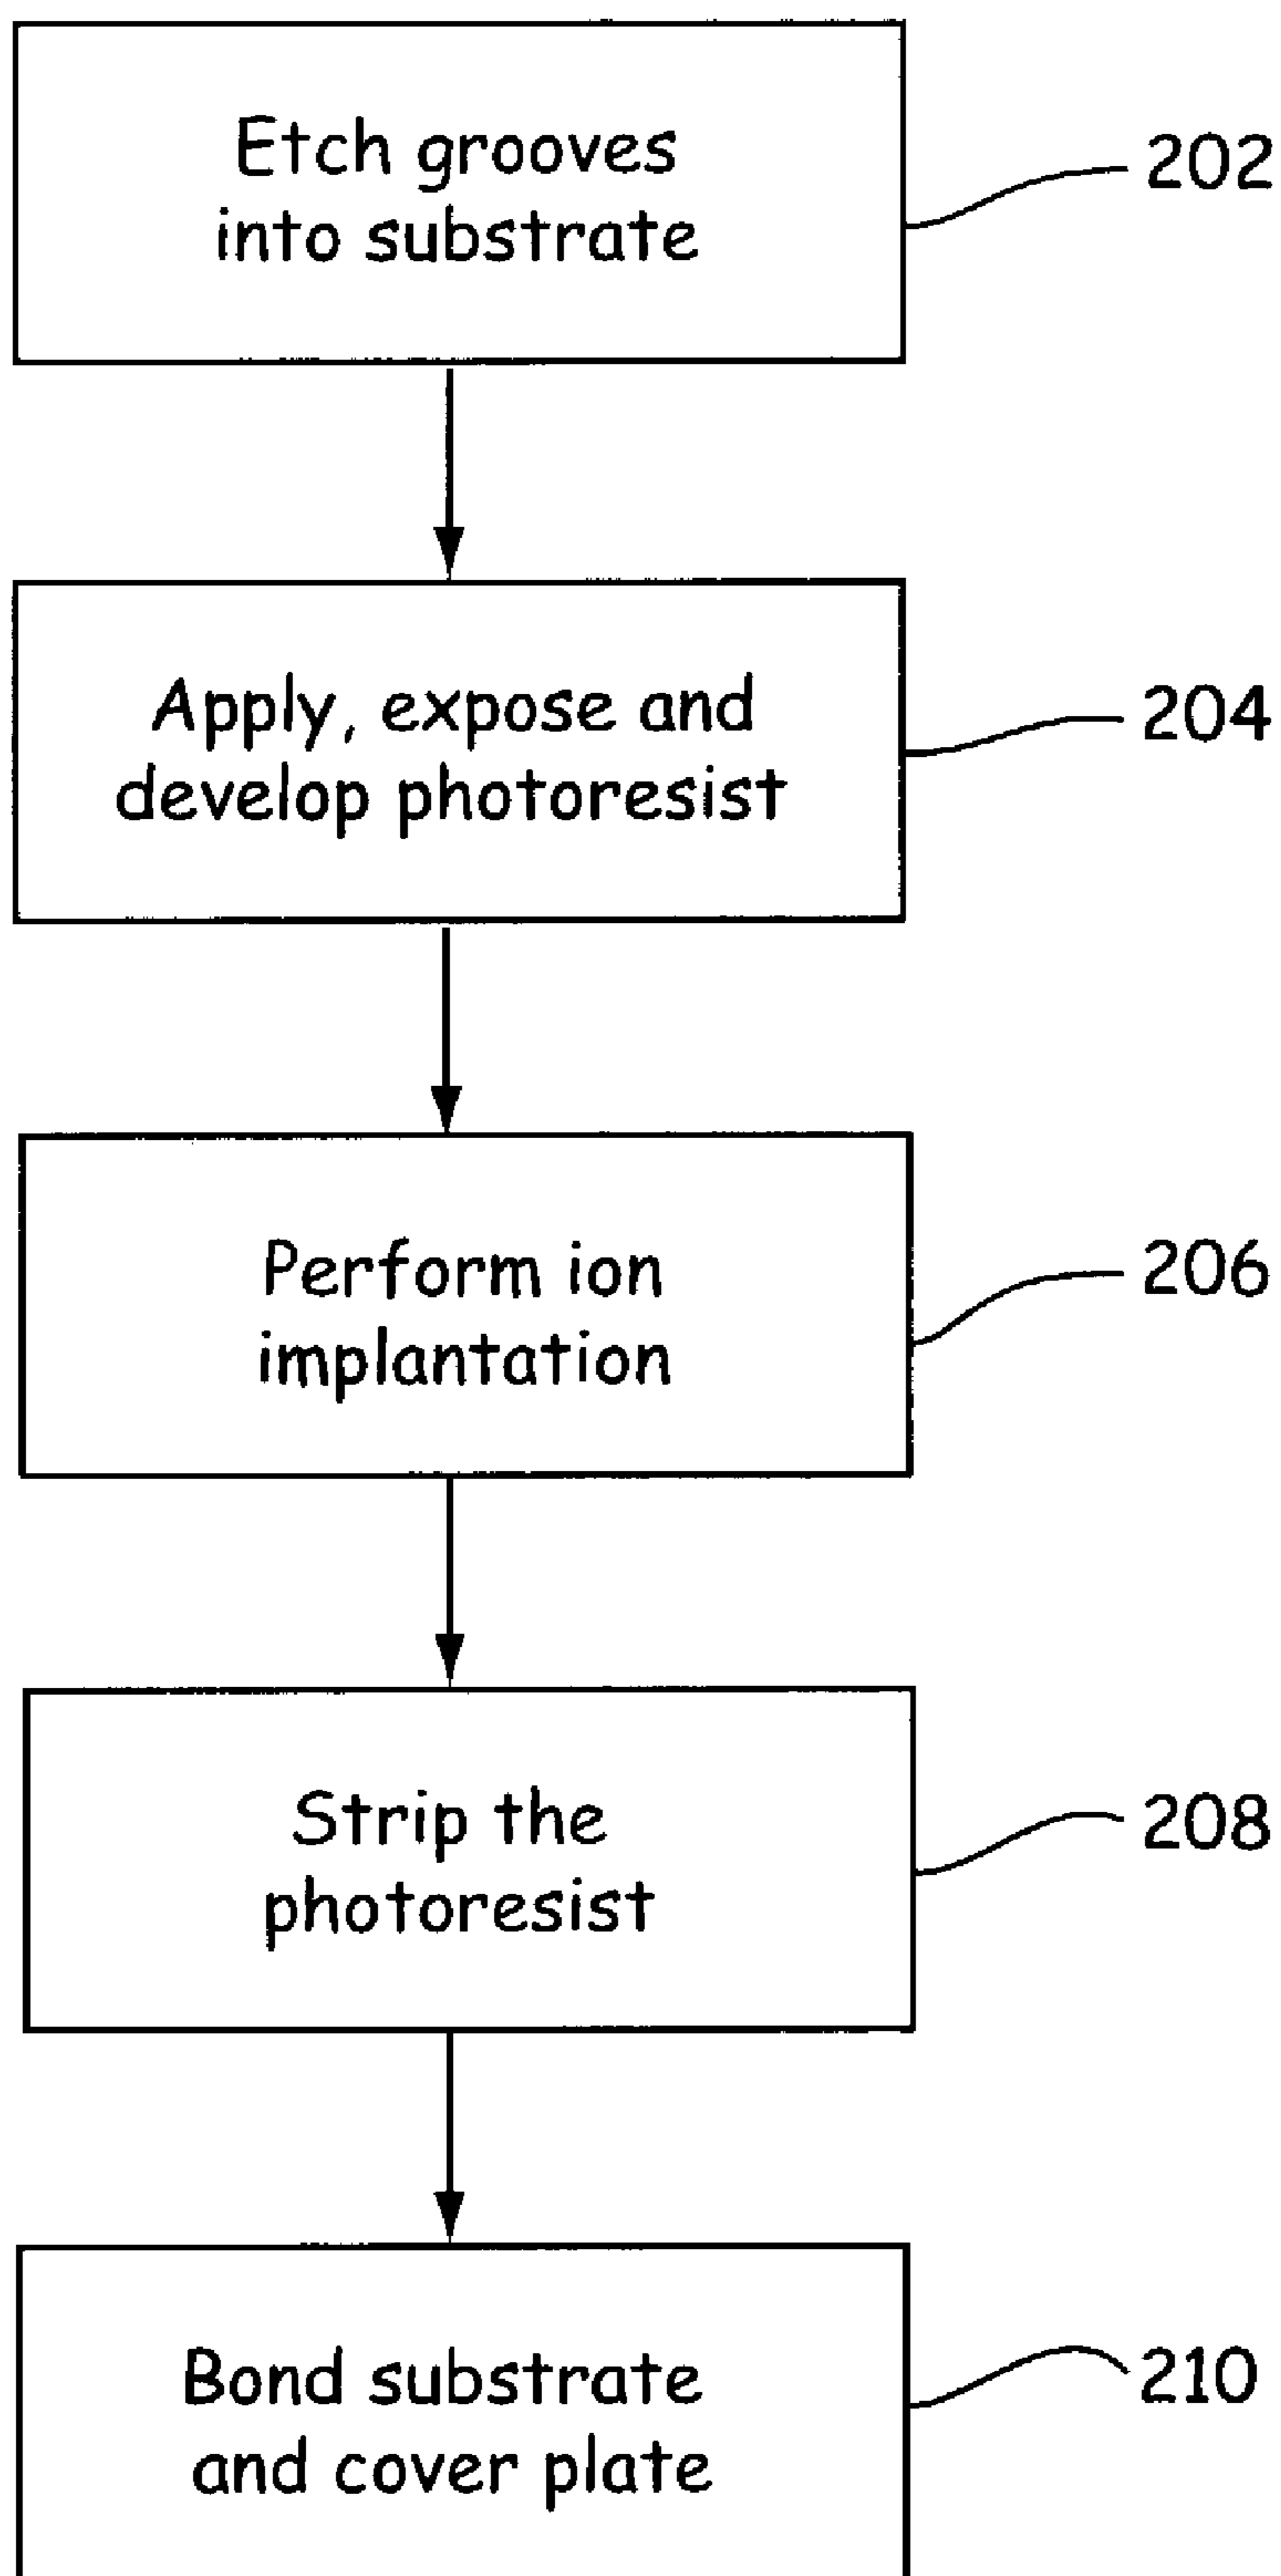 Etch grooves
into substrate
202
Apply, expose and
develop photoresist
204
Perform ion
implantation
206
Strip the
photoresist
208
Bond substrate
and cover plate
210